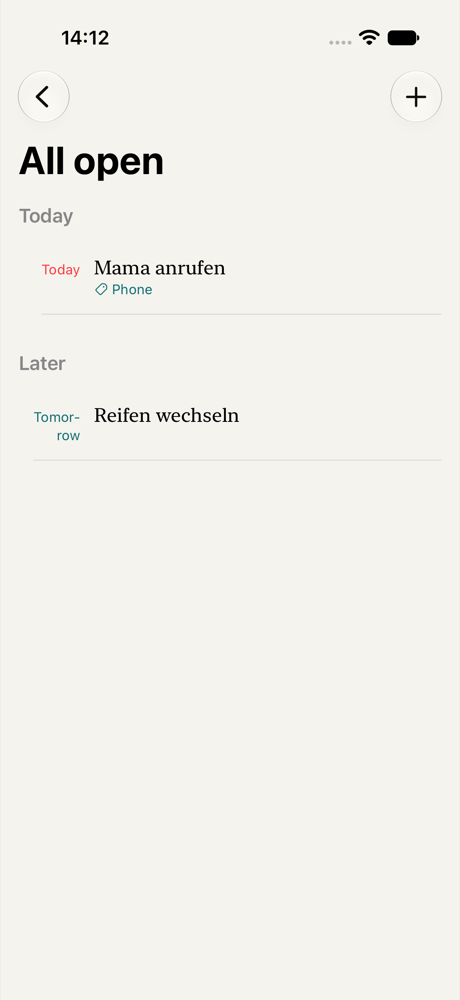 14:12
All open
Today
Today
Mama anrufen
Phone
Later
Tomor-
row
Reifen wechseln